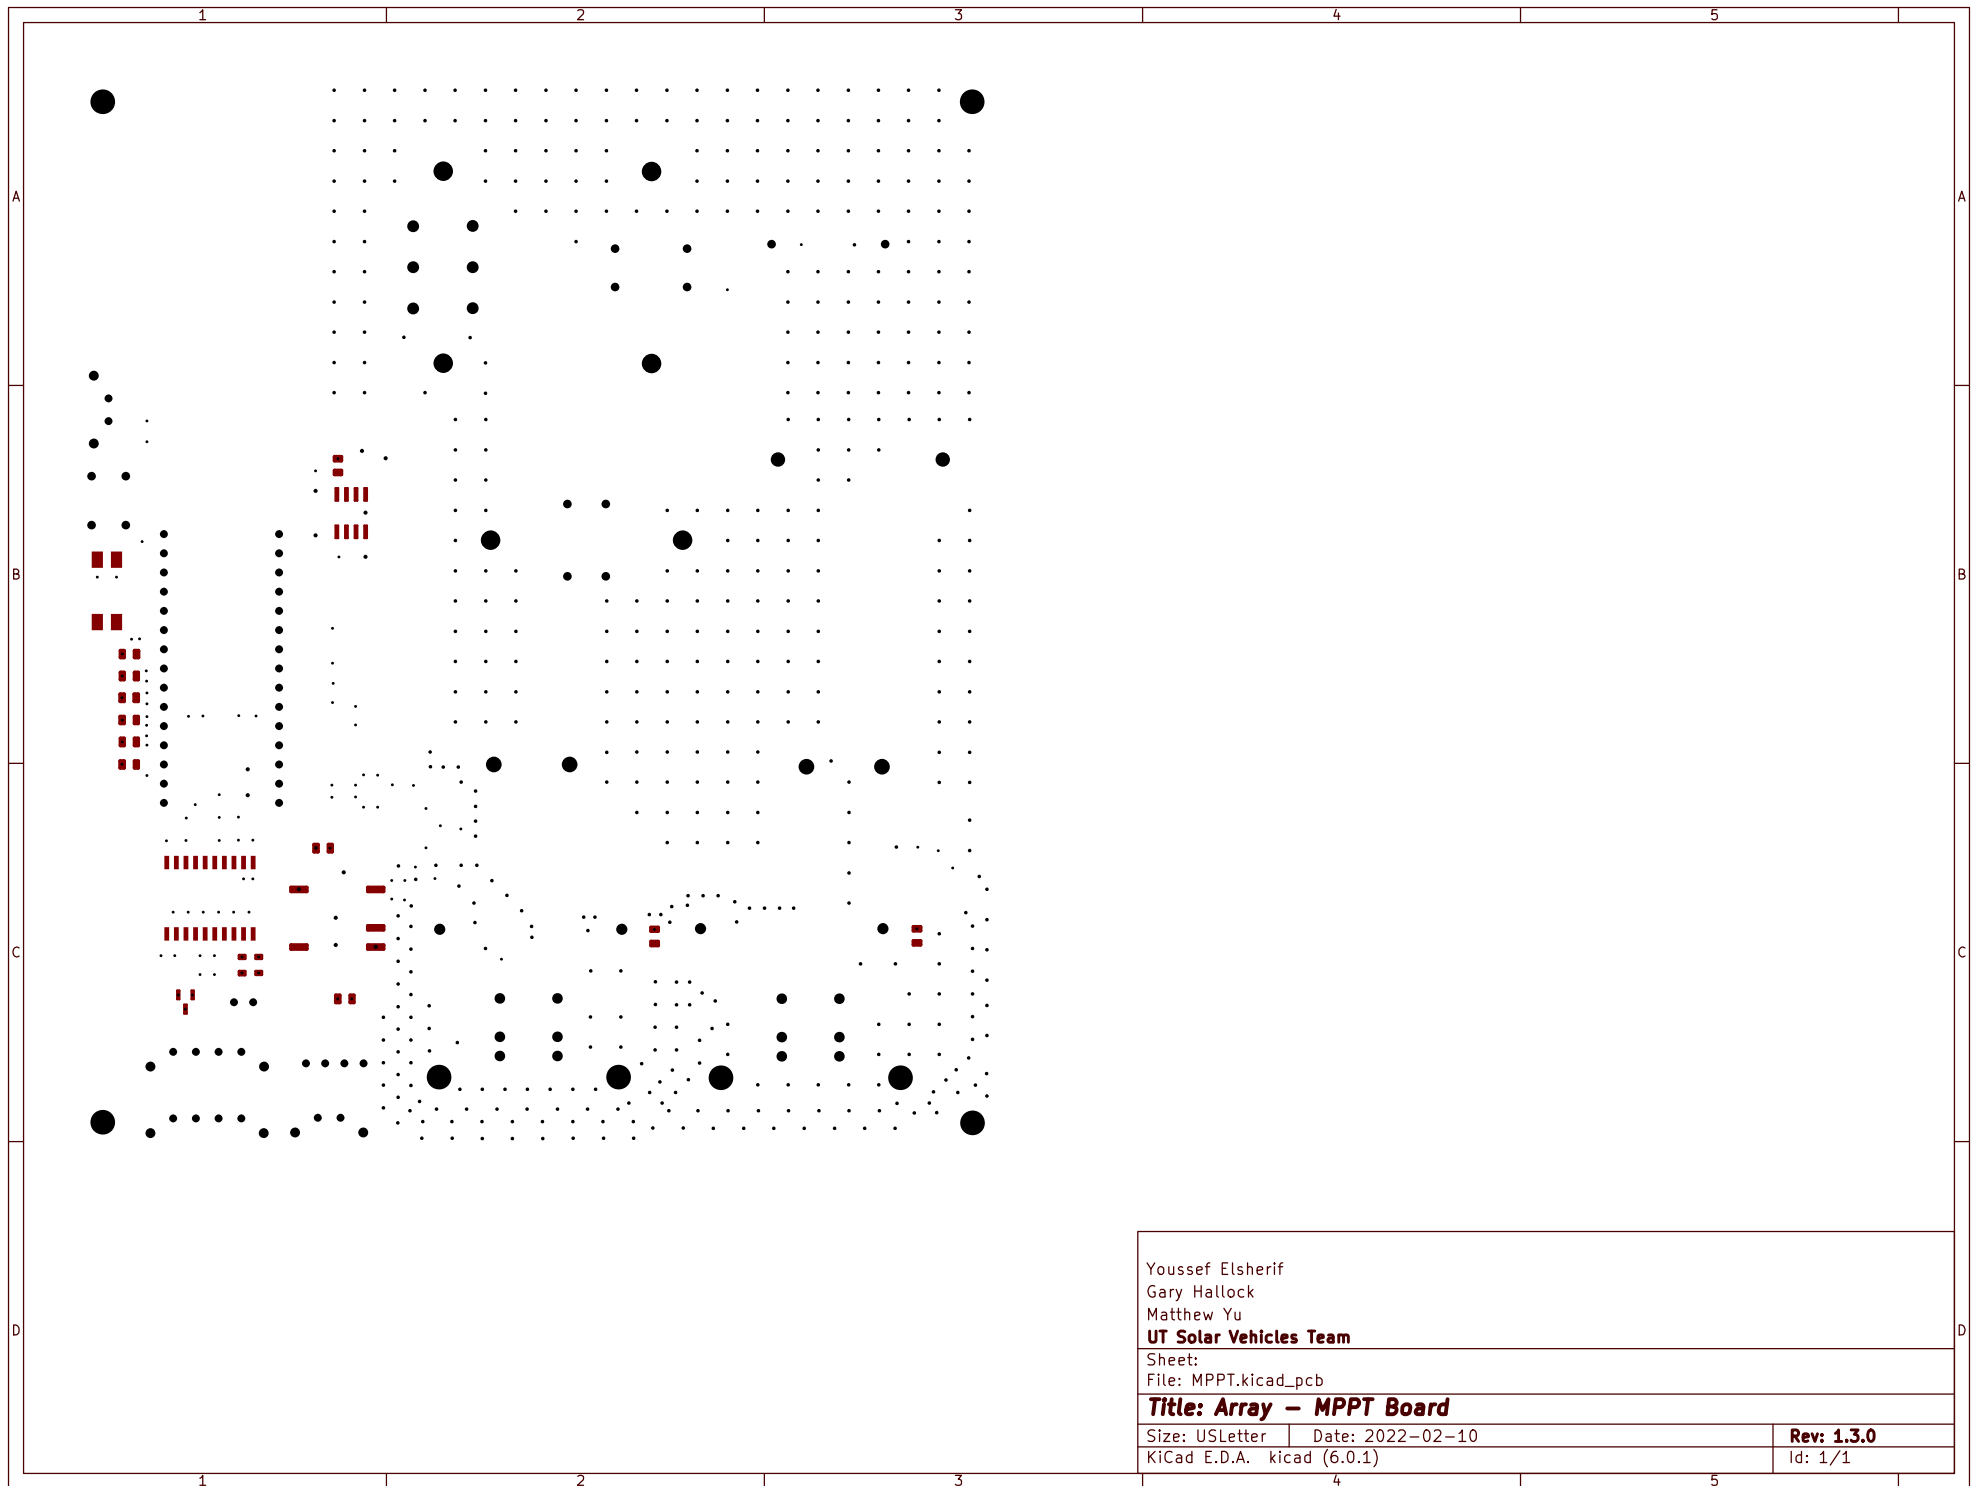 1 2 3 4 5
A A
B B
C C
D D
Youssef Elsherif
Gary Hallock
Matthew Yu
UT Solar Vehicles Team
Sheet:
File: MPPT.kicad_pcb
Title: Array - MPPT Board
Size: USLetter Date: 2022-02-10 Rev: 1.3.0
KiCad E.D.A. kicad (6.0.1) Id: 1/1
1 2 3 4 5